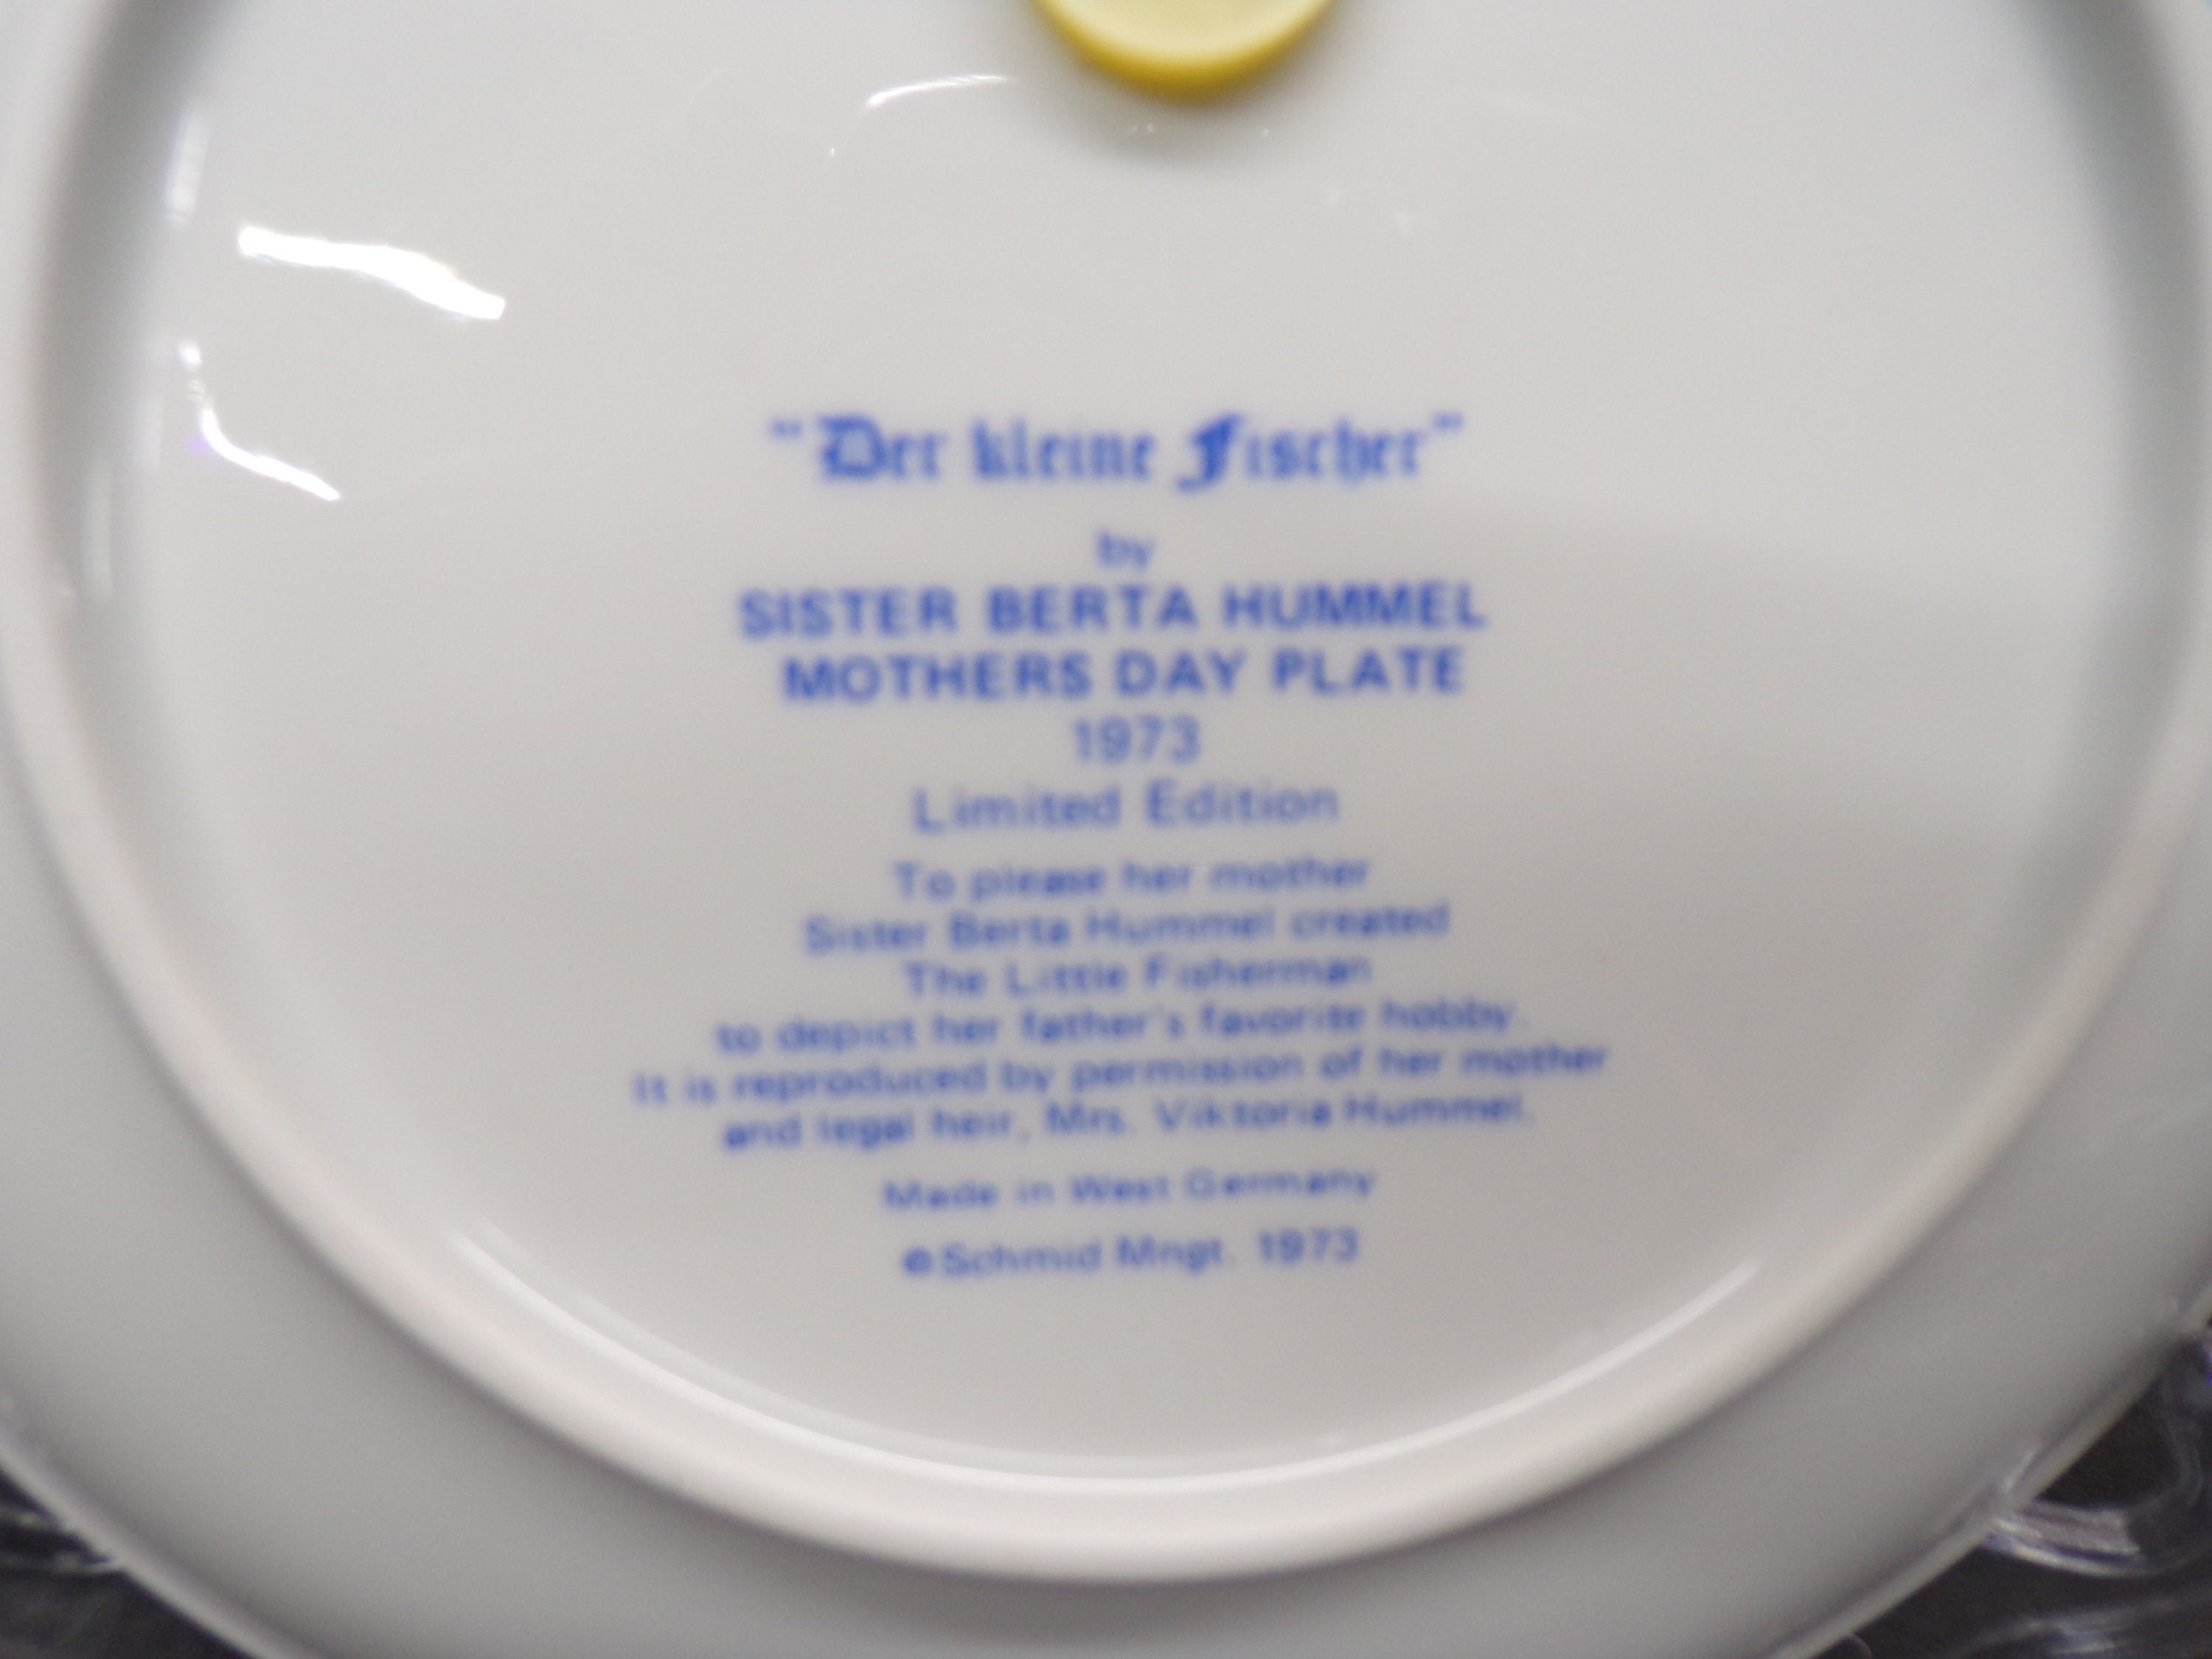 "Der kleine Fischer"
by
SISTER BERTA HUMMEL
MOTHERS DAY PLATE
1973
Limited Edition
To please her mother
Sister Berta Hummel created
The Little Fisherman
to depict her father's favorite hobby.
It is reproduced by permission of her mother
and legal heir, Mrs. Viktoria Hummel.
Made in West Germany
©Schmid Mngt. 1973